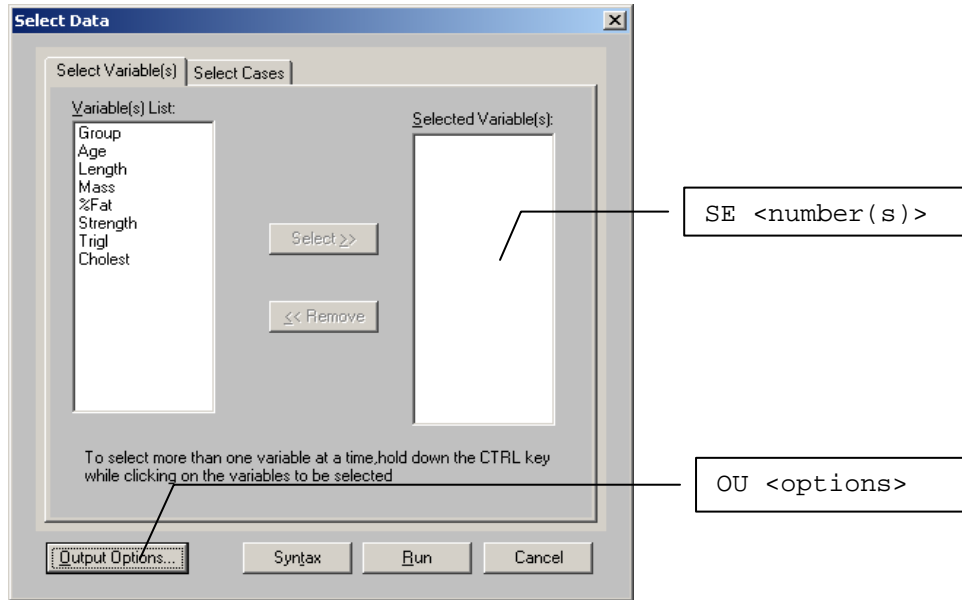 Select Data
Select Variable(s) Select Cases
Variable(s) List:
Group
Age
Length
Mass
%Fat
Strength
Trigl
Cholest
Select >>
<< Remove
Selected Variable(s):
SE <number(s)>
To select more than one variable at a time,hold down the CTRL key
while clicking on the variables to be selected
OU <options>
Output Options... Syntax Run Cancel